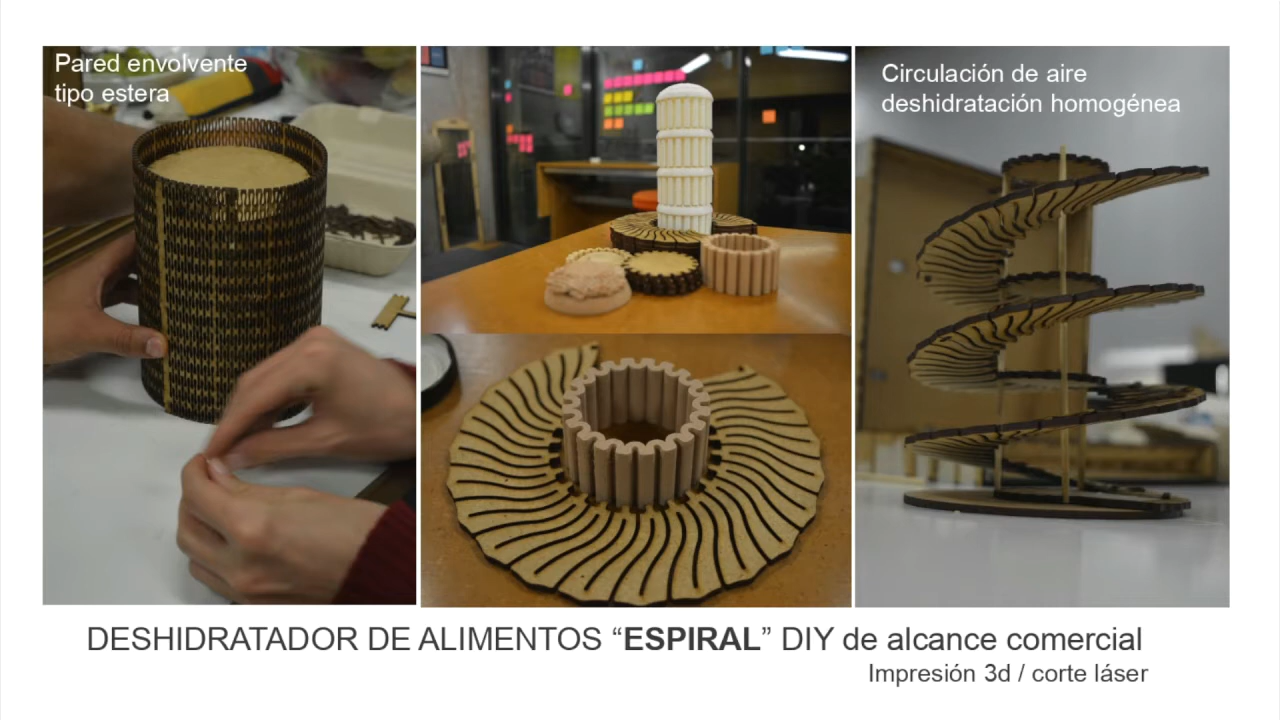 Pared envolvente
tipo estera
Circulación de aire
deshidratación homogénea
DESHIDRATADOR DE ALIMENTOS “ESPIRAL” DIY de alcance comercial
Impresión 3d / corte láser